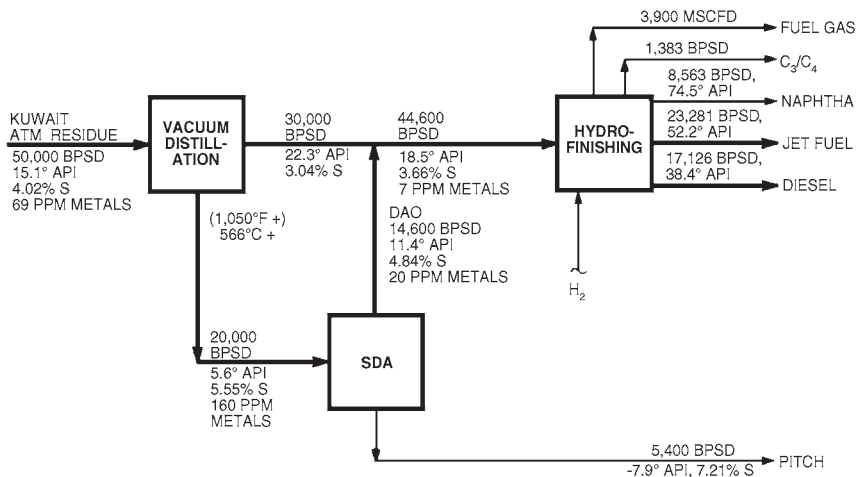 3,900 MSCFD
FUEL GAS
1,383 BPSD
C₃/C₄
8,563 BPSD,
74.5° API
NAPHTHA
23,281 BPSD,
52.2° API
JET FUEL
17,126 BPSD,
38.4° API
DIESEL
KUWAIT
ATM RESIDUE
50,000 BPSD
15.1° API
4.02% S
69 PPM METALS
VACUUM
DISTILL-
ATION
30,000
BPSD
22.3° API
3.04% S
44,600
BPSD
18.5° API
3.66% S
7 PPM METALS
HYDRO-
FINISHING
H₂
(1,050°F +)
566°C +
DAO
14,600 BPSD
11.4° API
4.84% S
20 PPM METALS
20,000
BPSD
5.6° API
5.55% S
160 PPM
METALS
SDA
5,400 BPSD
-7.9° API, 7.21% S
PITCH